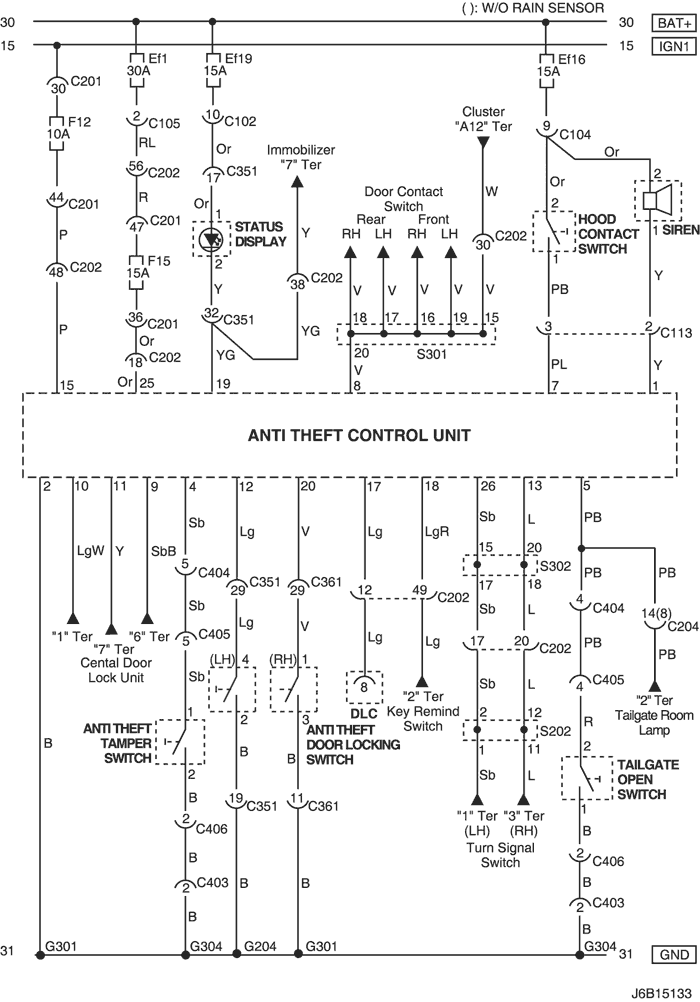 ( ): W/O RAIN SENSOR
30 30 BAT+
15 15 IGN1
Ef1 Ef19 Ef16
30A 15A 15A
C201
30
F12
10A
2 C105
RL
56 C202
R
47 C201
F15
15A
36 C201
Or
18 C202
Or 25
44 C201
P
48 C202
P
15
10 C102
Or
17 C351
Or 1
STATUS
DISPLAY
2
Y
32 C351
YG
19
Immobilizer
"7" Ter
Y
38 C202
YG
Cluster
"A12" Ter
W
30 C202
Door Contact
Switch
Rear Front
RH LH RH LH
V V V V V
18 17 16 19 15
20 S301
V
8
9 C104
Or
Or
2
HOOD
CONTACT
SWITCH
1
PB
3
PL
7
2
1 SIREN
Y
2 C113
Y
1
ANTI THEFT CONTROL UNIT
2 10 11 9 4 12 20 17 18 26 13 5
LgW Y SbB
"1" Ter "7" Ter "6" Ter
Cental Door
Lock Unit
B
Sb
5 C404
Sb
5 C405
Sb
1
ANTI THEFT
TAMPER
SWITCH
2
B
2 C406
B
2 C403
B
Lg
29 C351
Lg
(LH) 4
2
B
19 C351
B
V
29 C361
V
(RH) 1
3
ANTI THEFT
DOOR LOCKING
SWITCH
B
11 C361
B
Lg LgR
12 49 C202
Lg Lg
8
DLC
"2" Ter
Key Remind
Switch
Sb L
15 20
S302
17 18
Sb L
17 20 C202
Sb L
2 12
S202
1 11
Sb L
"1" Ter "3" Ter
(LH) (RH)
Turn Signal
Switch
PB
PB PB
4 C404
14(8)
C204
PB PB
4 C405
"2" Ter
Tailgate Room
Lamp
R
2
TAILGATE
OPEN
SWITCH
1
B
2 C406
B
2 C403
B
31 G301 G304 G204 G301 G304 31 GND
J6B15133